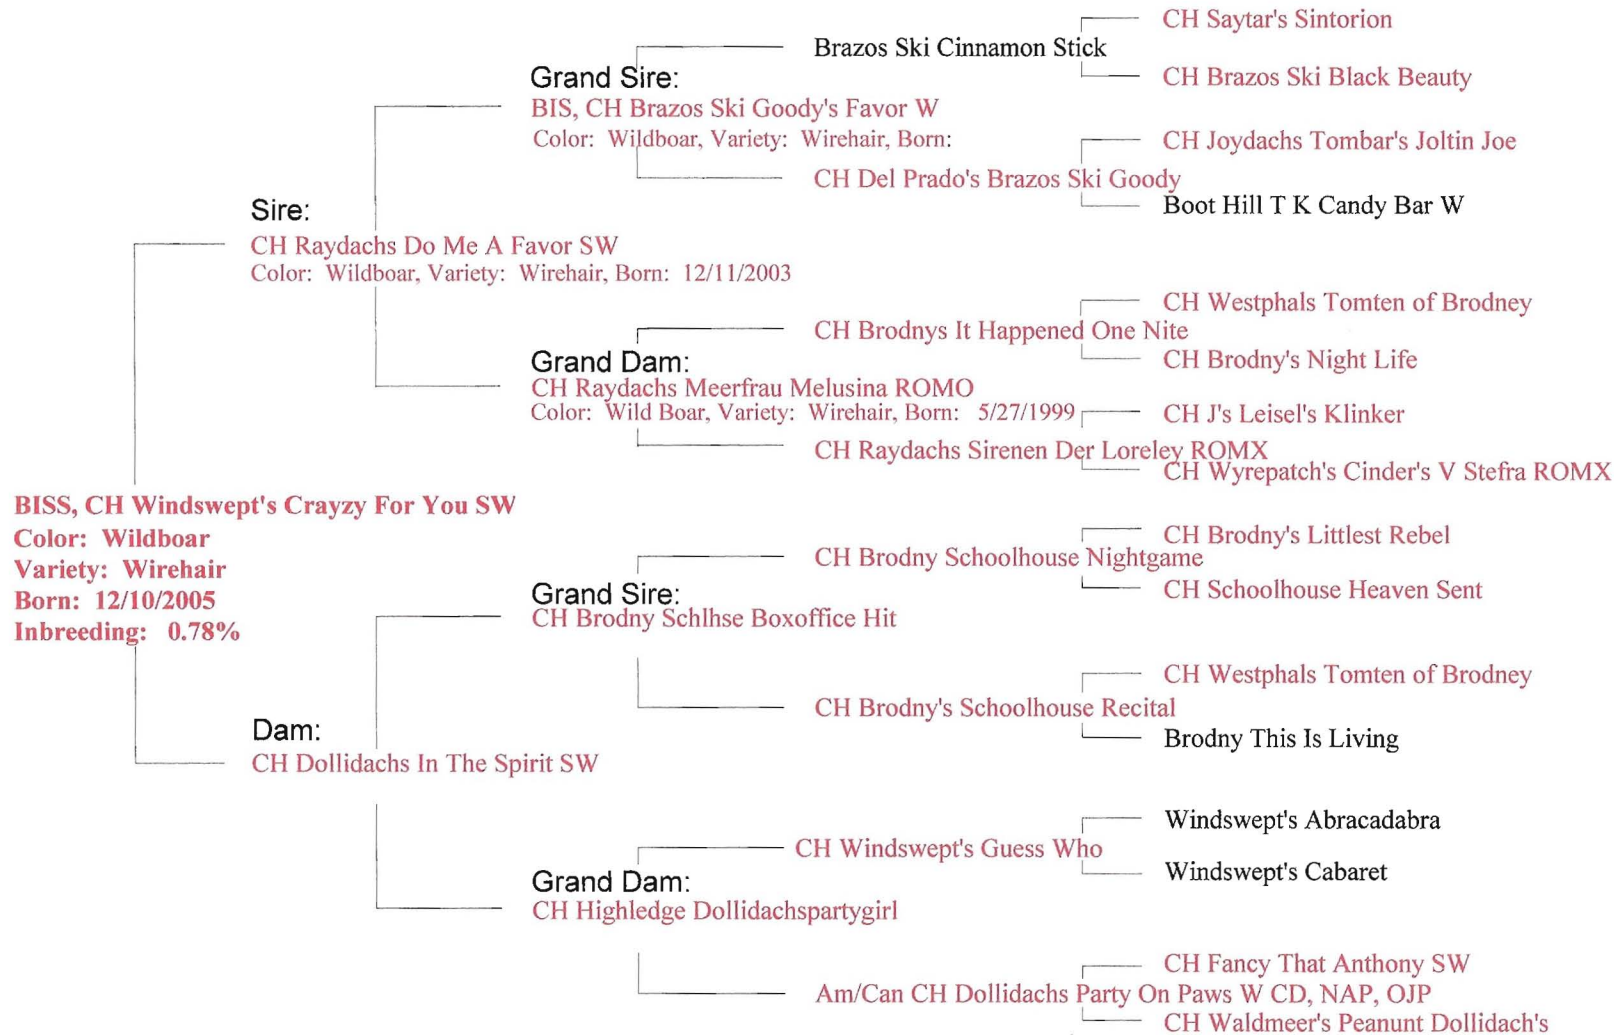 CH Saytar's Sintorion
Brazos Ski Cinnamon Stick
Grand Sire:
CH Brazos Ski Black Beauty
BIS, CH Brazos Ski Goody's Favor W
Color: Wildboar, Variety: Wirehair, Born:
CH Joydachs Tombar's Joltin Joe
CH Del Prado's Brazos Ski Goody
Boot Hill T K Candy Bar W
Sire:
CH Raydachs Do Me A Favor SW
Color: Wildboar, Variety: Wirehair, Born: 12/11/2003
CH Westphals Tomten of Brodney
CH Brodnys It Happened One Nite
Grand Dam:
CH Brodny's Night Life
CH Raydachs Meerfrau Melusina ROMO
Color: Wild Boar, Variety: Wirehair, Born: 5/27/1999
CH J's Leisel's Klinker
CH Raydachs Sirenen Der Loreley ROMX
CH Wyrepatch's Cinder's V Stefra ROMX
BISS, CH Windswept's Crayzy For You SW
Color: Wildboar
Variety: Wirehair
Born: 12/10/2005
Inbreeding: 0.78%
CH Brodny's Littlest Rebel
CH Brodny Schoolhouse Nightgame
Grand Sire:
CH Schoolhouse Heaven Sent
CH Brodny Schlhse Boxoffice Hit
CH Westphals Tomten of Brodney
CH Brodny's Schoolhouse Recital
Brodny This Is Living
Dam:
CH Dollidachs In The Spirit SW
Windswept's Abracadabra
CH Windswept's Guess Who
Windswept's Cabaret
Grand Dam:
CH Highledge Dollidachspartygirl
CH Fancy That Anthony SW
Am/Can CH Dollidachs Party On Paws W CD, NAP, OJP
CH Waldmeer's Peanunt Dollidach's